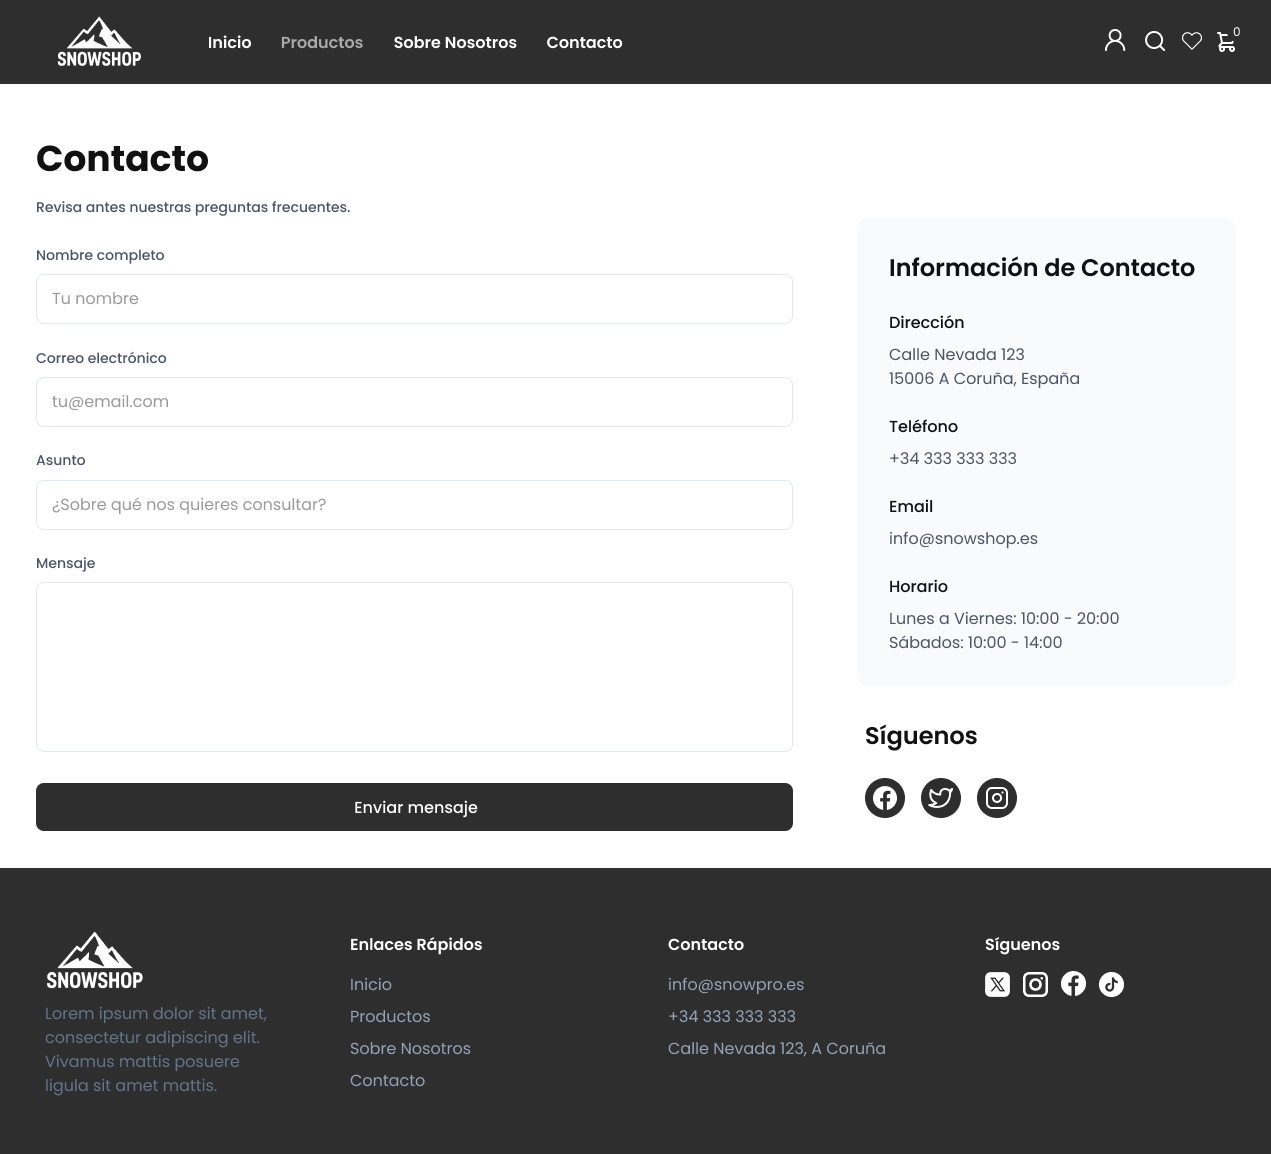 SNOWSHOP
Inicio Productos Sobre Nosotros Contacto
0
Contacto
Revisa antes nuestras preguntas frecuentes.
Nombre completo
Tu nombre
Correo electrónico
tu@email.com
Asunto
¿Sobre qué nos quieres consultar?
Mensaje
Enviar mensaje
Información de Contacto
Dirección
Calle Nevada 123
15006 A Coruña, España
Teléfono
+34 333 333 333
Email
info@snowshop.es
Horario
Lunes a Viernes: 10:00 - 20:00
Sábados: 10:00 - 14:00
Síguenos
SNOWSHOP
Lorem ipsum dolor sit amet,
consectetur adipiscing elit.
Vivamus mattis posuere
ligula sit amet mattis.
Enlaces Rápidos
Inicio
Productos
Sobre Nosotros
Contacto
Contacto
info@snowpro.es
+34 333 333 333
Calle Nevada 123, A Coruña
Síguenos